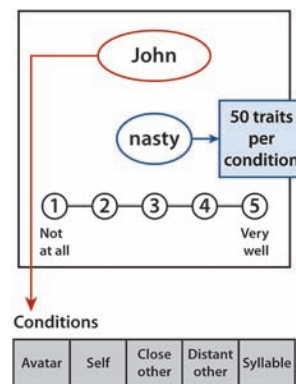 John
50 traits
per
condition
nasty
1 2 3 4 5
Not
at all
Very
well
Conditions
Avatar
Self
Close
other
Distant
other
Syllable